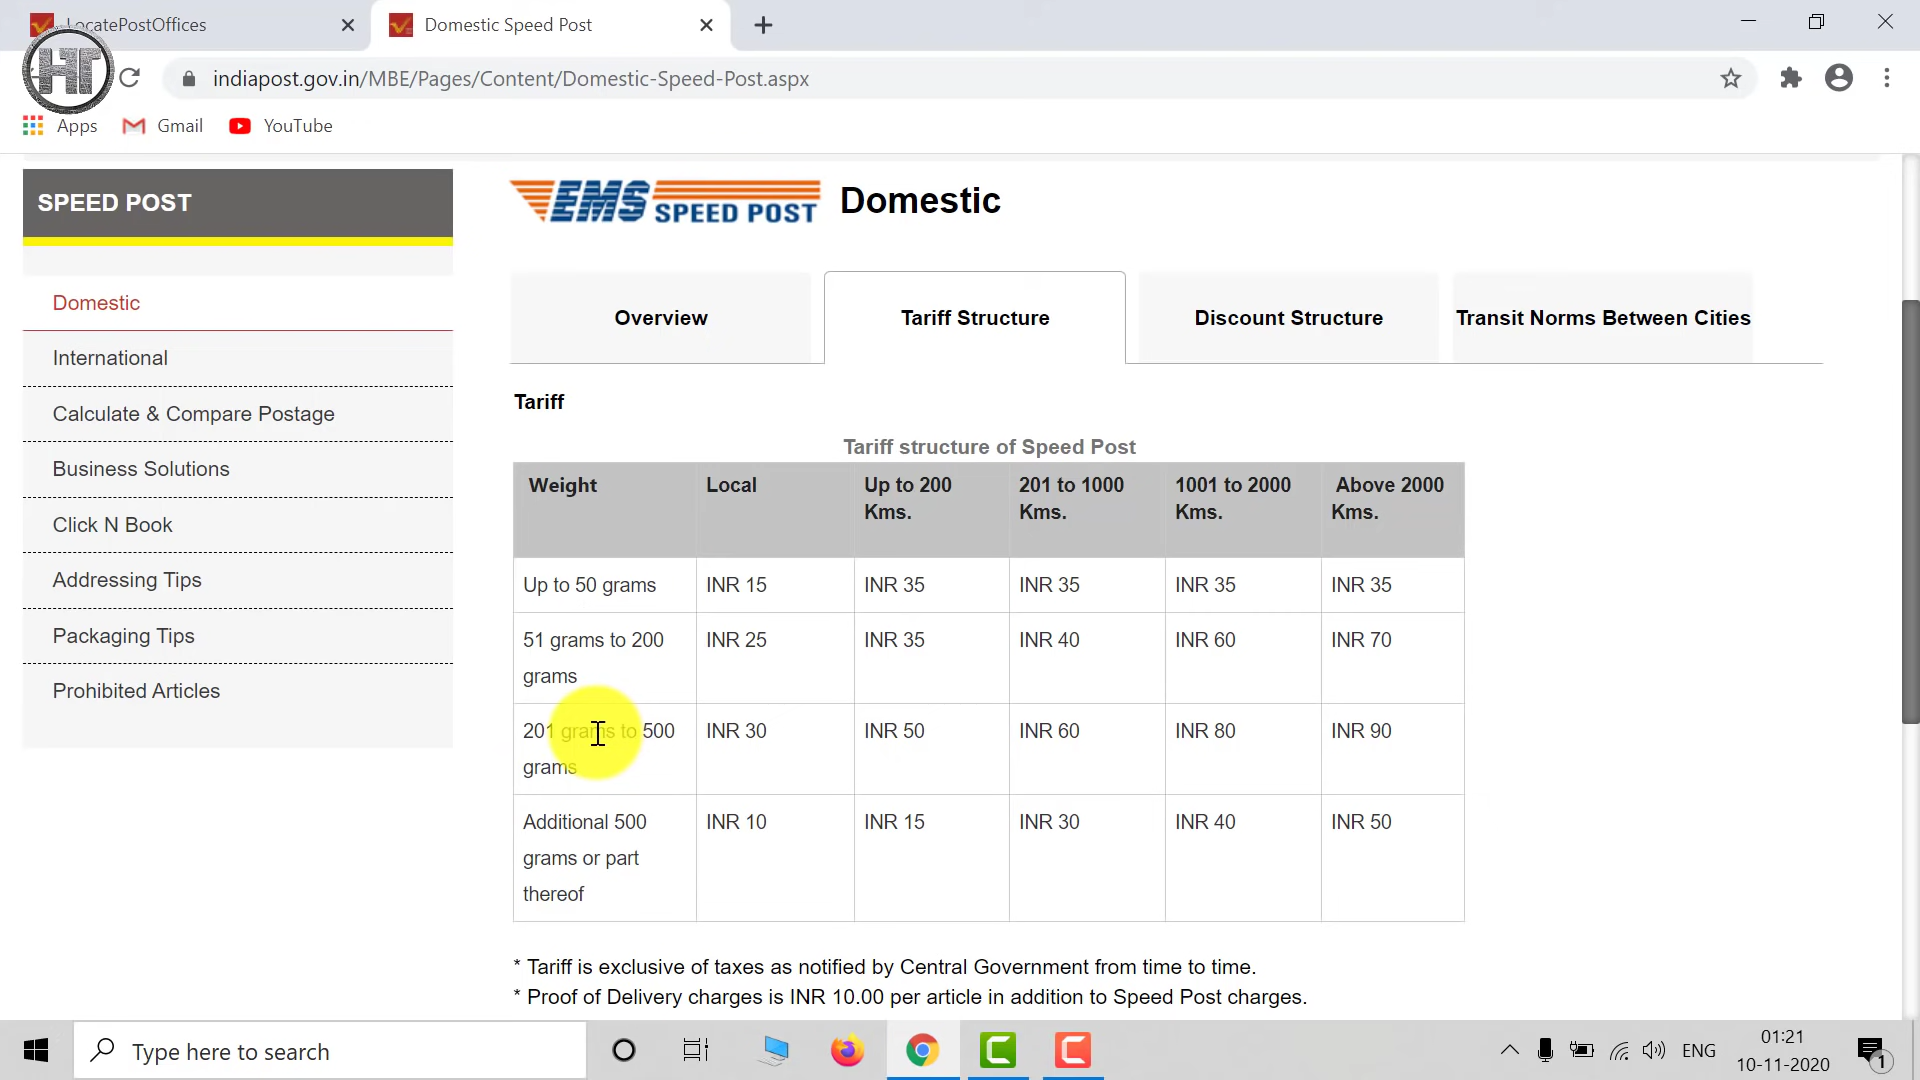 LocatePostOffices
Domestic Speed Post
HT
indiapost.gov.in/MBE/Pages/Content/Domestic-Speed-Post.aspx
Apps Gmail YouTube
SPEED POST
Domestic
International
Calculate & Compare Postage
Business Solutions
Click N Book
Addressing Tips
Packaging Tips
Prohibited Articles
EMS SPEED POST Domestic
Overview Tariff Structure Discount Structure Transit Norms Between Cities
Tariff
Tariff structure of Speed Post
Weight Local Up to 200 Kms. 201 to 1000 Kms. 1001 to 2000 Kms. Above 2000 Kms.
Up to 50 grams INR 15 INR 35 INR 35 INR 35 INR 35
51 grams to 200 grams INR 25 INR 35 INR 40 INR 60 INR 70
201 grams to 500 grams INR 30 INR 50 INR 60 INR 80 INR 90
Additional 500 grams or part thereof INR 10 INR 15 INR 30 INR 40 INR 50
* Tariff is exclusive of taxes as notified by Central Government from time to time.
* Proof of Delivery charges is INR 10.00 per article in addition to Speed Post charges.
Type here to search
ENG
01:21
10-11-2020
1